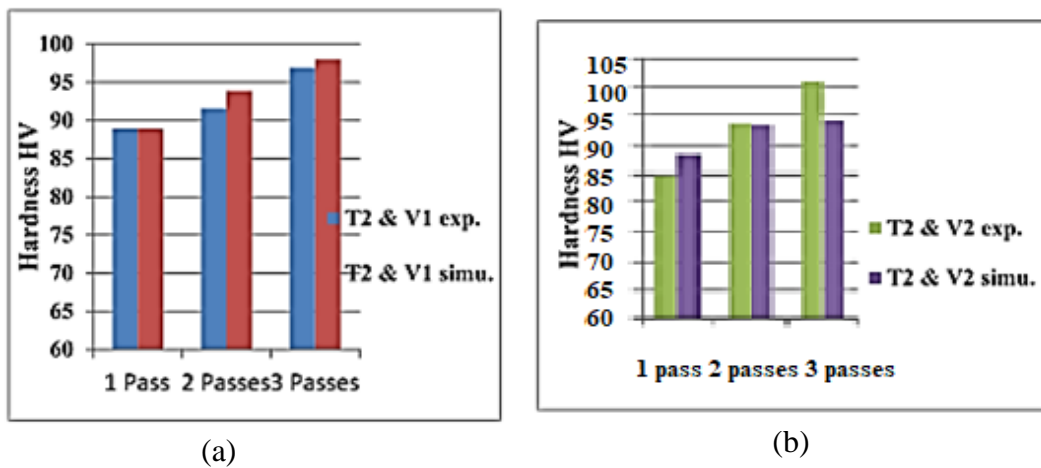 100
95
90
85
80
75
70
65
60
Hardness HV
T2 & V1 exp.
T2 & V1 simu.
1 Pass 2 Passes 3 Passes
(a)
105
100
95
90
85
80
75
70
65
60
Hardness HV
T2 & V2 exp.
T2 & V2 simu.
1 pass 2 passes 3 passes
(b)